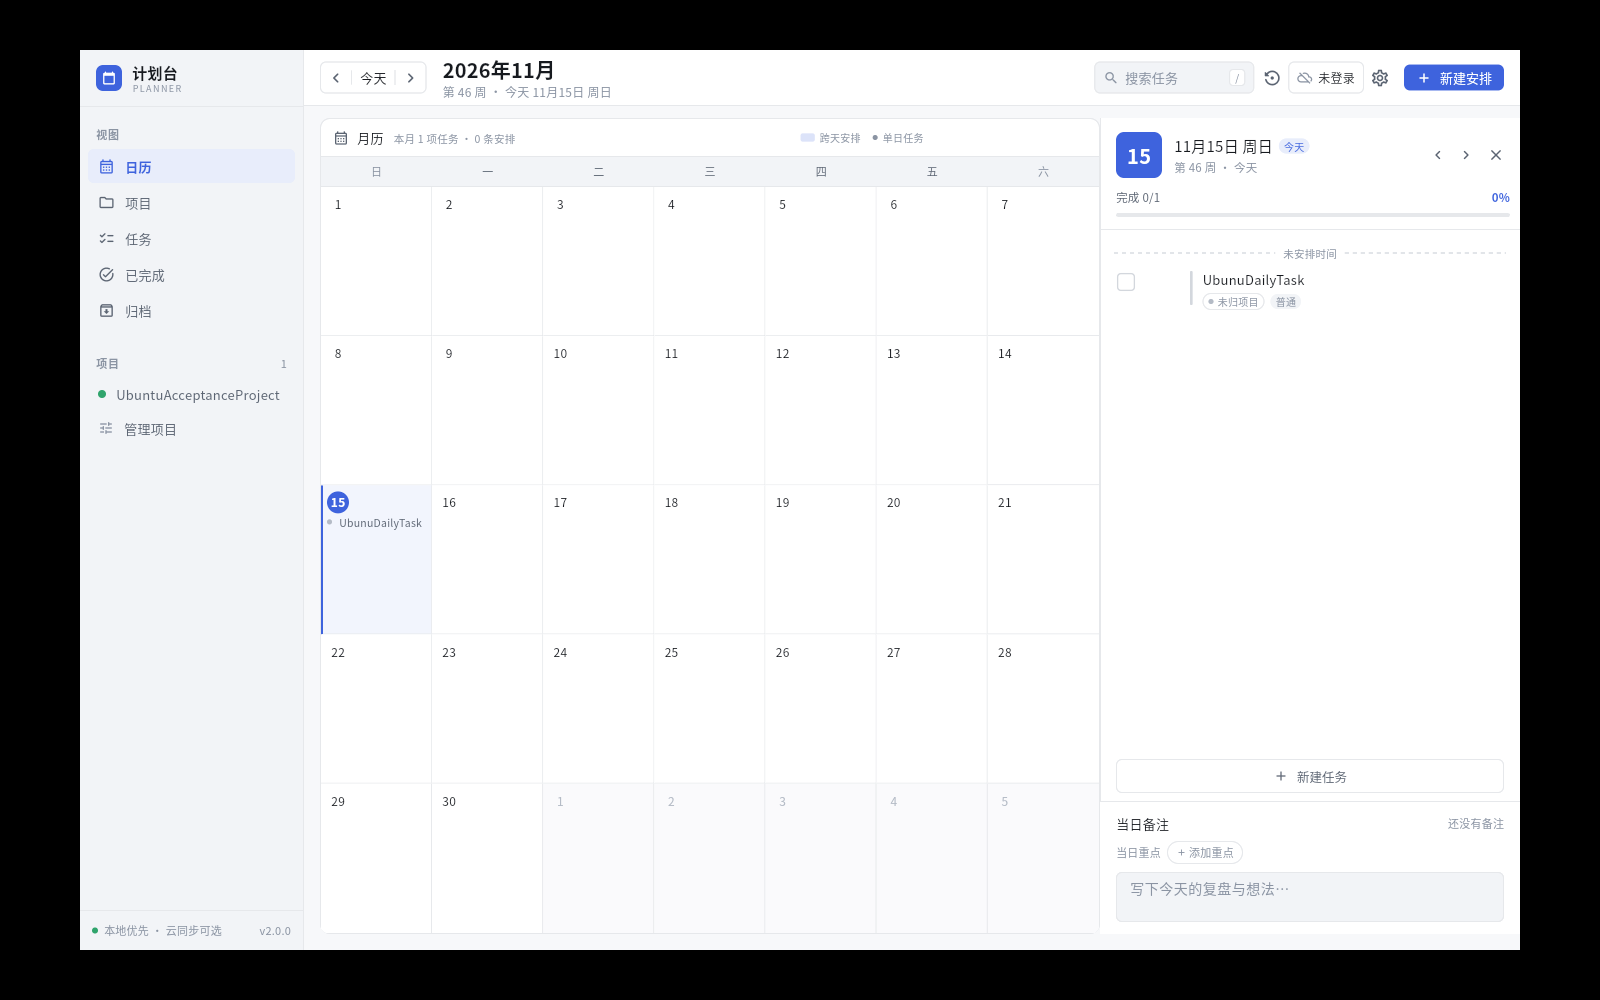 计划台
PLANNER
视图
日历
项目
任务
已完成
归档
项目 1
UbuntuAcceptanceProject
管理项目
本地优先 · 云同步可选 v2.0.0
今天
2026年11月
第 46 周 · 今天 11月15日 周日
搜索任务 /
未登录
新建安排
月历 本月 1 项任务 · 0 条安排 跨天安排 单日任务
日 一 二 三 四 五 六
1 2 3 4 5 6 7
8 9 10 11 12 13 14
15 16 17 18 19 20 21
UbunuDailyTask
22 23 24 25 26 27 28
29 30 1 2 3 4 5
15
11月15日 周日 今天
第 46 周 · 今天
完成 0/1 0%
未安排时间
UbunuDailyTask
未归项目 普通
新建任务
当日备注 还没有备注
当日重点 + 添加重点
写下今天的复盘与想法…